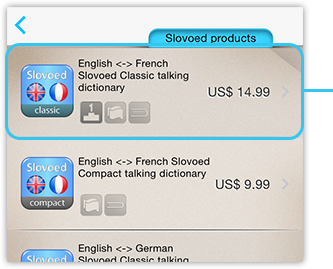 Slovoed products
English <-> French
Slovoed Classic talking
dictionary
US$ 14.99
Slovoed
classic
1
English <-> French Slovoed
Compact talking dictionary
US$ 9.99
Slovoed
compact
English <-> German
Slovoed Classic talking
Slovoed